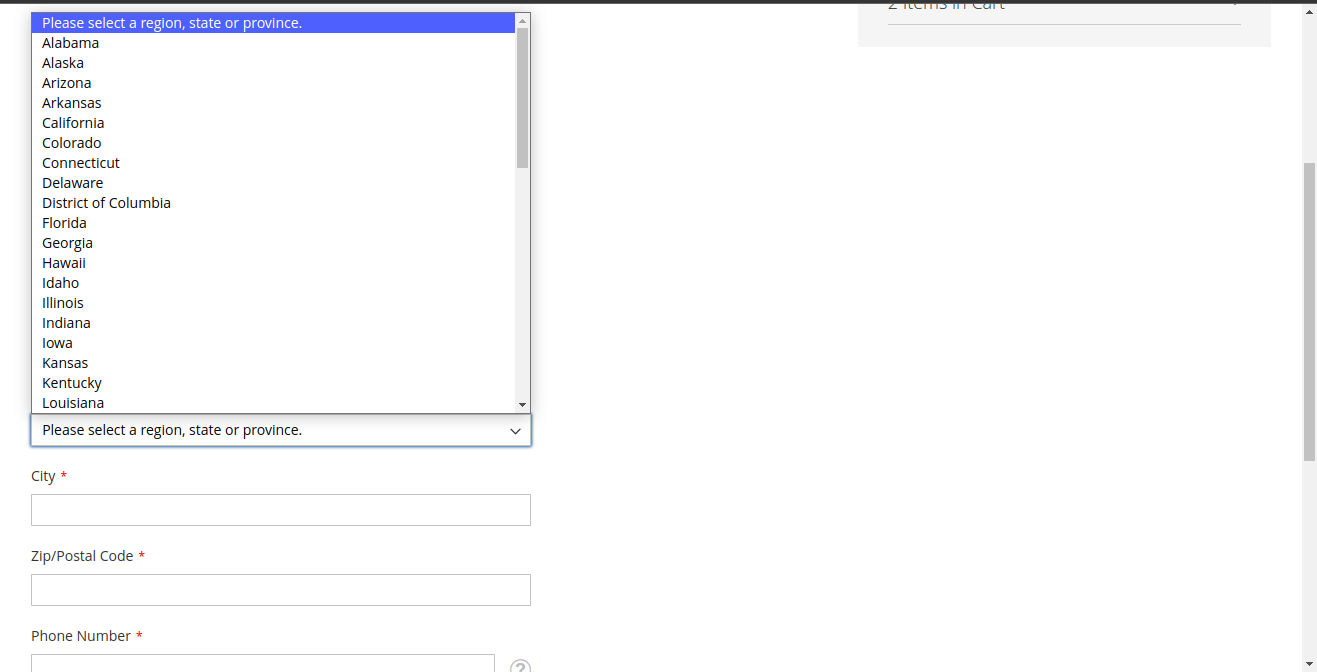 2 Items in Cart
Please select a region, state or province.
Alabama
Alaska
Arizona
Arkansas
California
Colorado
Connecticut
Delaware
District of Columbia
Florida
Georgia
Hawaii
Idaho
Illinois
Indiana
Iowa
Kansas
Kentucky
Louisiana
Please select a region, state or province.
City *
Zip/Postal Code *
Phone Number *
?